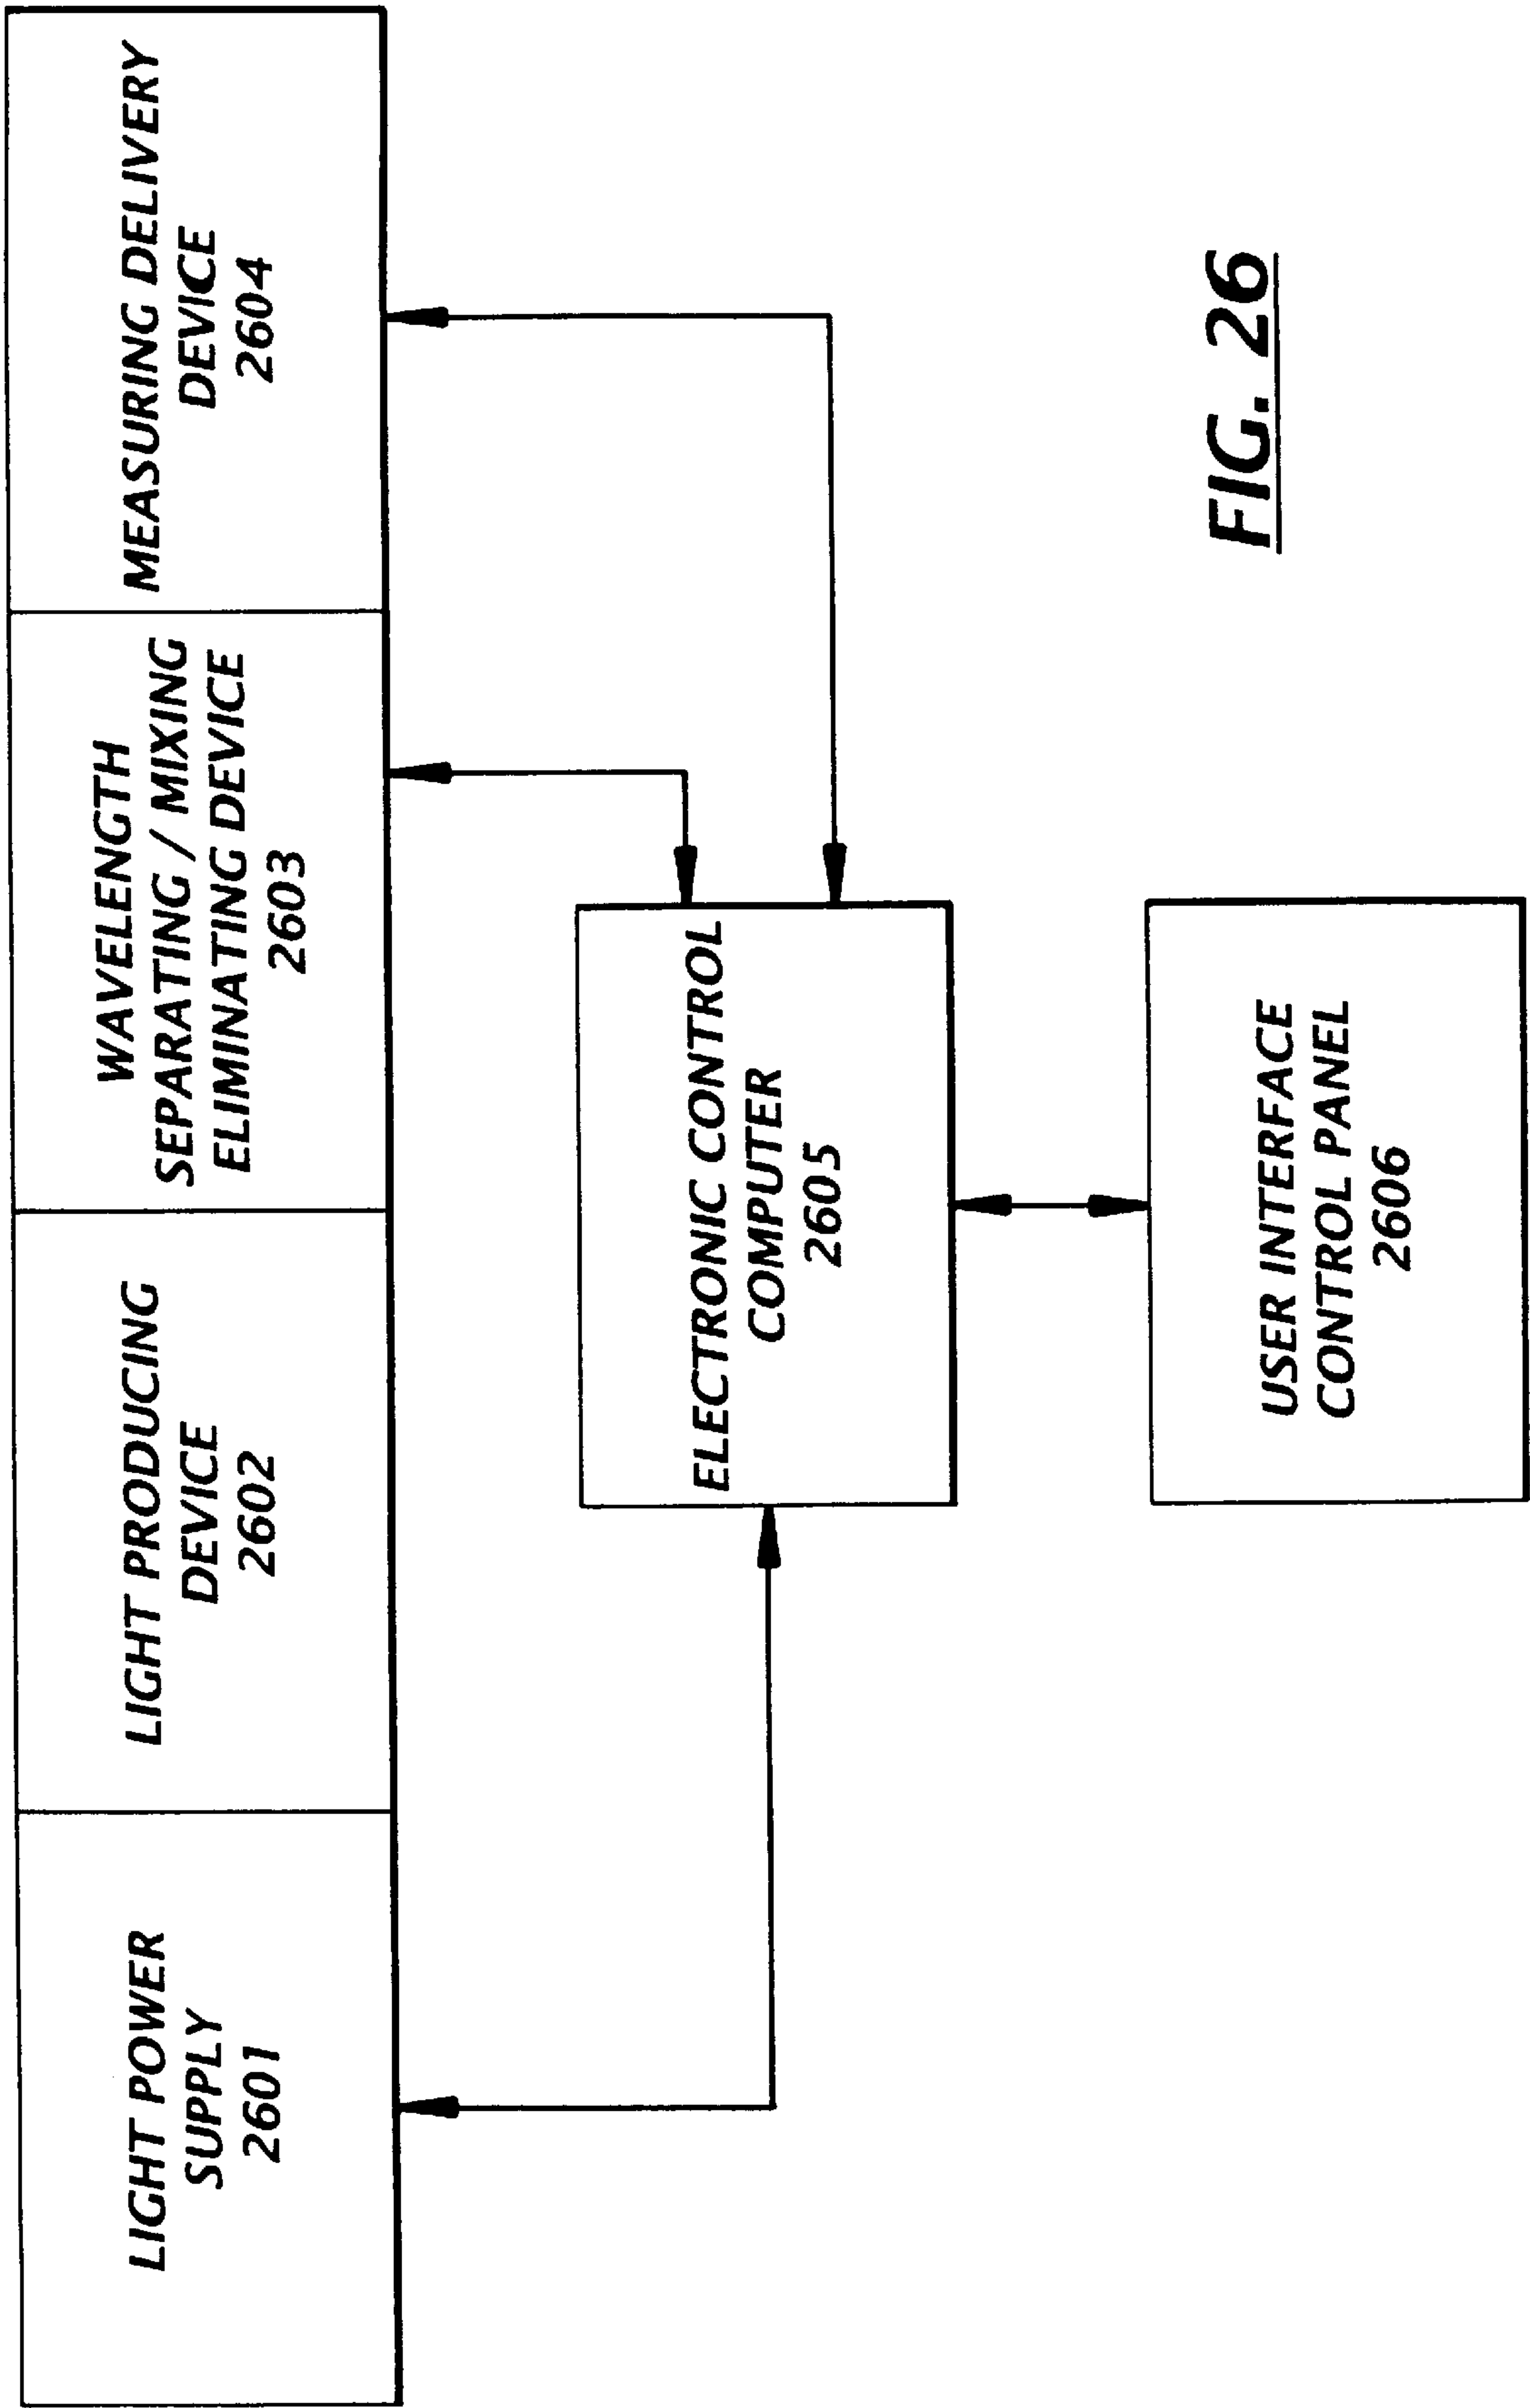 LIGHT POWER
SUPPLY
2601
LIGHT PRODUCING
DEVICE
2602
WAVELENGTH
SEPARATING / MIXING
ELIMINATING DEVICE
2603
MEASURING DELIVERY
DEVICE
2604
ELECTRONIC CONTROL
COMPUTER
2605
USER INTERFACE
CONTROL PANEL
2606
FIG. 26